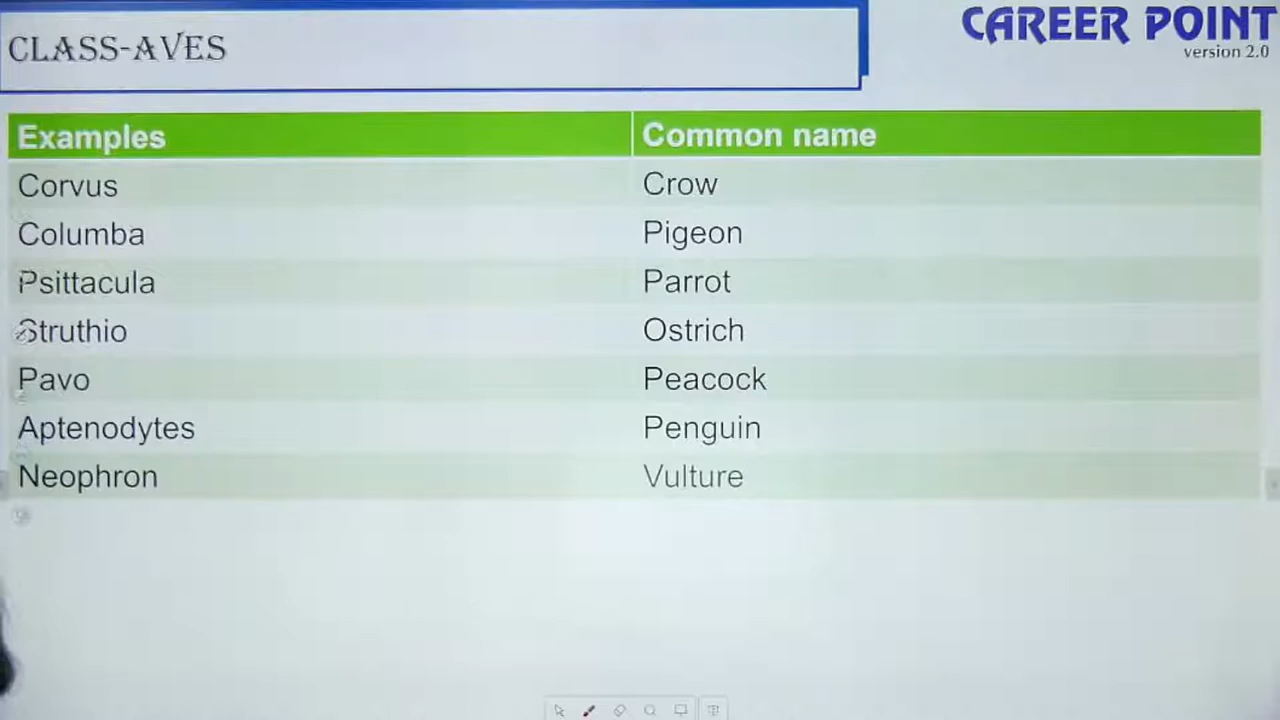 CLASS-AVES
CAREER POINT
version 2.0
Examples Common name
Corvus Crow
Columba Pigeon
Psittacula Parrot
Struthio Ostrich
Pavo Peacock
Aptenodytes Penguin
Neophron Vulture